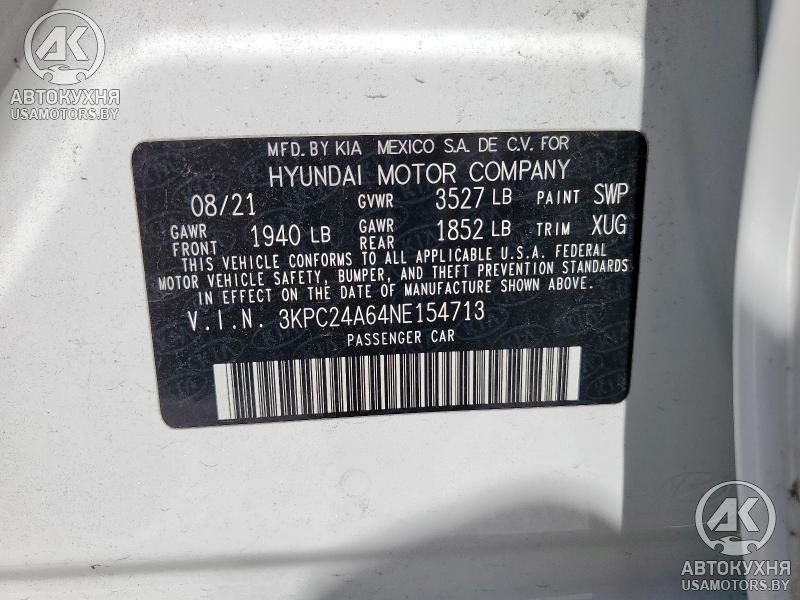 AK
АВТОКУХНЯ
USAMOTORS.BY
MFD. BY KIA MEXICO S.A. DE C.V. FOR
HYUNDAI MOTOR COMPANY
08/21 GVWR 3527 LB PAINT SWP
GAWR FRONT 1940 LB GAWR REAR 1852 LB TRIM XUG
THIS VEHICLE CONFORMS TO ALL APPLICABLE U.S.A. FEDERAL
MOTOR VEHICLE SAFETY, BUMPER, AND THEFT PREVENTION STANDARDS
IN EFFECT ON THE DATE OF MANUFACTURE SHOWN ABOVE.
V.I.N. 3KPC24A64NE154713
PASSENGER CAR
AK
АВТОКУХНЯ
USAMOTORS.BY